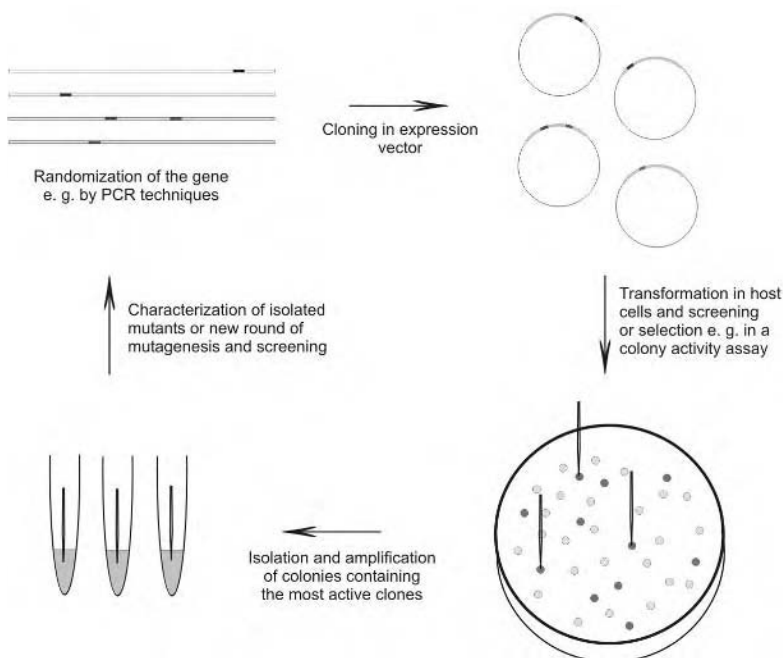 Randomization of the gene
e. g. by PCR techniques
Cloning in expression
vector
Transformation in host
cells and screening
or selection e. g. in a
colony activity assay
Isolation and amplification
of colonies containing
the most active clones
Characterization of isolated
mutants or new round of
mutagenesis and screening